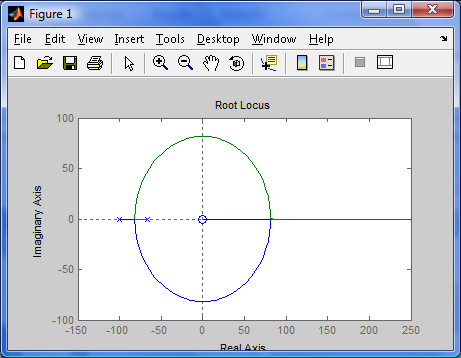 Figure 1
File Edit View Insert Tools Desktop Window Help
Root Locus
Imaginary Axis
100
50
0
-50
-100
-150 -100 -50 0 50 100 150 200 250
Real Axis